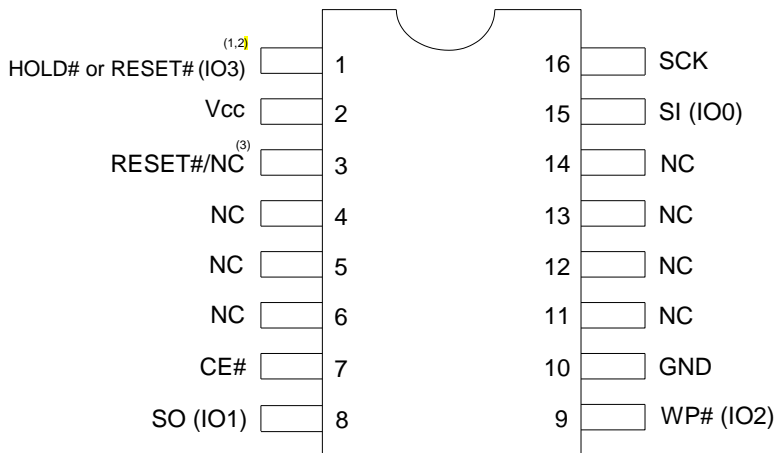 HOLD# or RESET# (IO3) (1,2) 1 16 SCK
Vcc 2 15 SI (IO0)
RESET#/NC (3) 3 14 NC
NC 4 13 NC
NC 5 12 NC
NC 6 11 NC
CE# 7 10 GND
SO (IO1) 8 9 WP# (IO2)